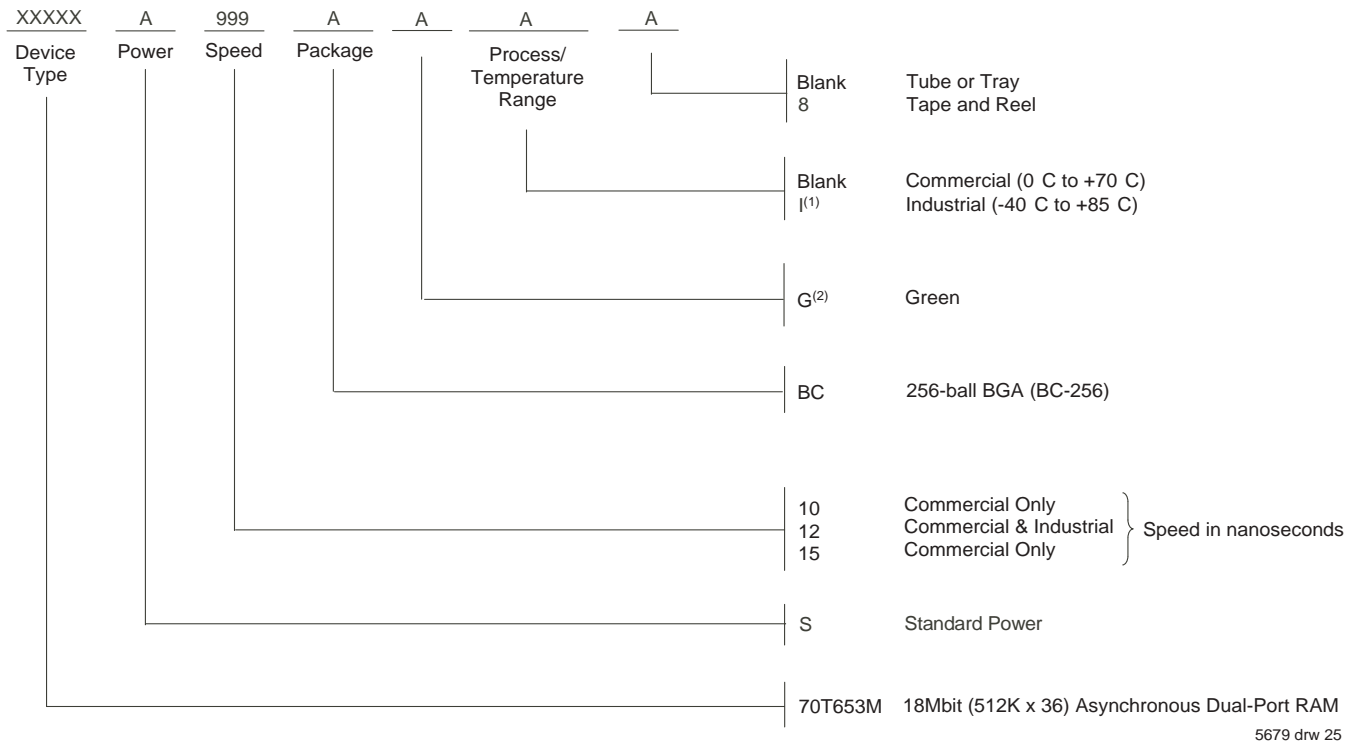 XXXXX A 999 A A A A
Device Type Power Speed Package Process/ Temperature Range
Blank Tube or Tray
8 Tape and Reel
Blank Commercial (0 C to +70 C)
I(1) Industrial (-40 C to +85 C)
G(2) Green
BC 256-ball BGA (BC-256)
10 Commercial Only
12 Commercial & Industrial Speed in nanoseconds
15 Commercial Only
S Standard Power
70T653M 18Mbit (512K x 36) Asynchronous Dual-Port RAM
5679 drw 25